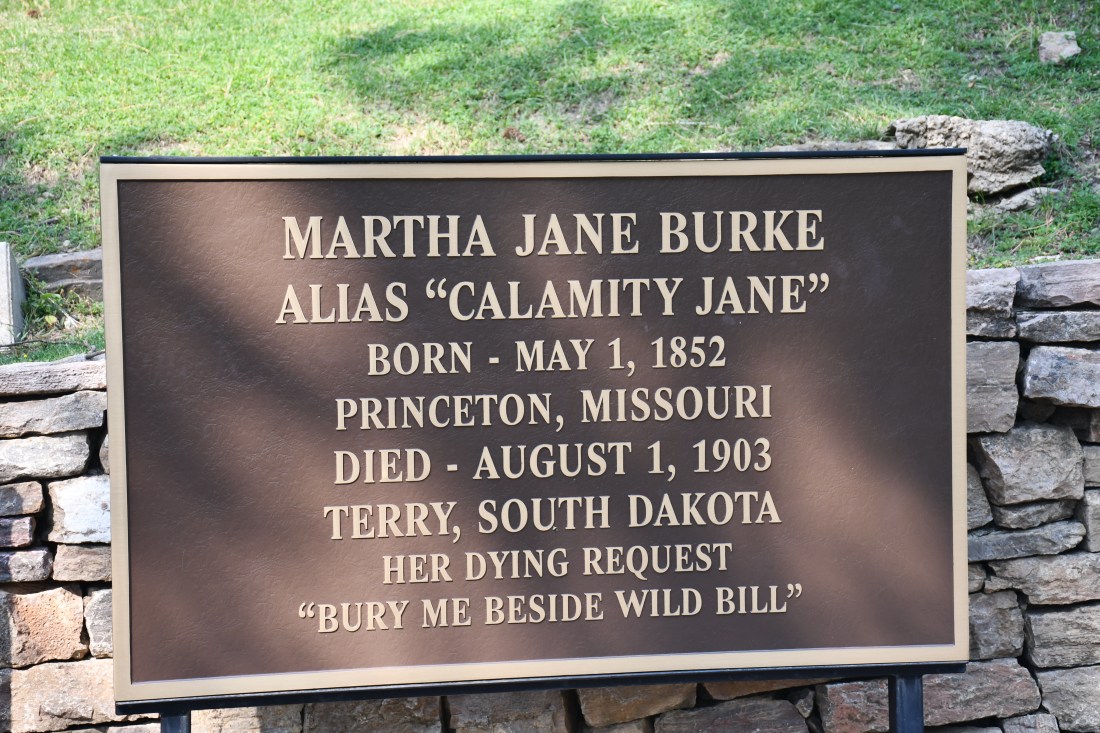 MARTHA JANE BURKE
ALIAS “CALAMITY JANE”
BORN - MAY 1, 1852
PRINCETON, MISSOURI
DIED - AUGUST 1, 1903
TERRY, SOUTH DAKOTA
HER DYING REQUEST
“BURY ME BESIDE WILD BILL”